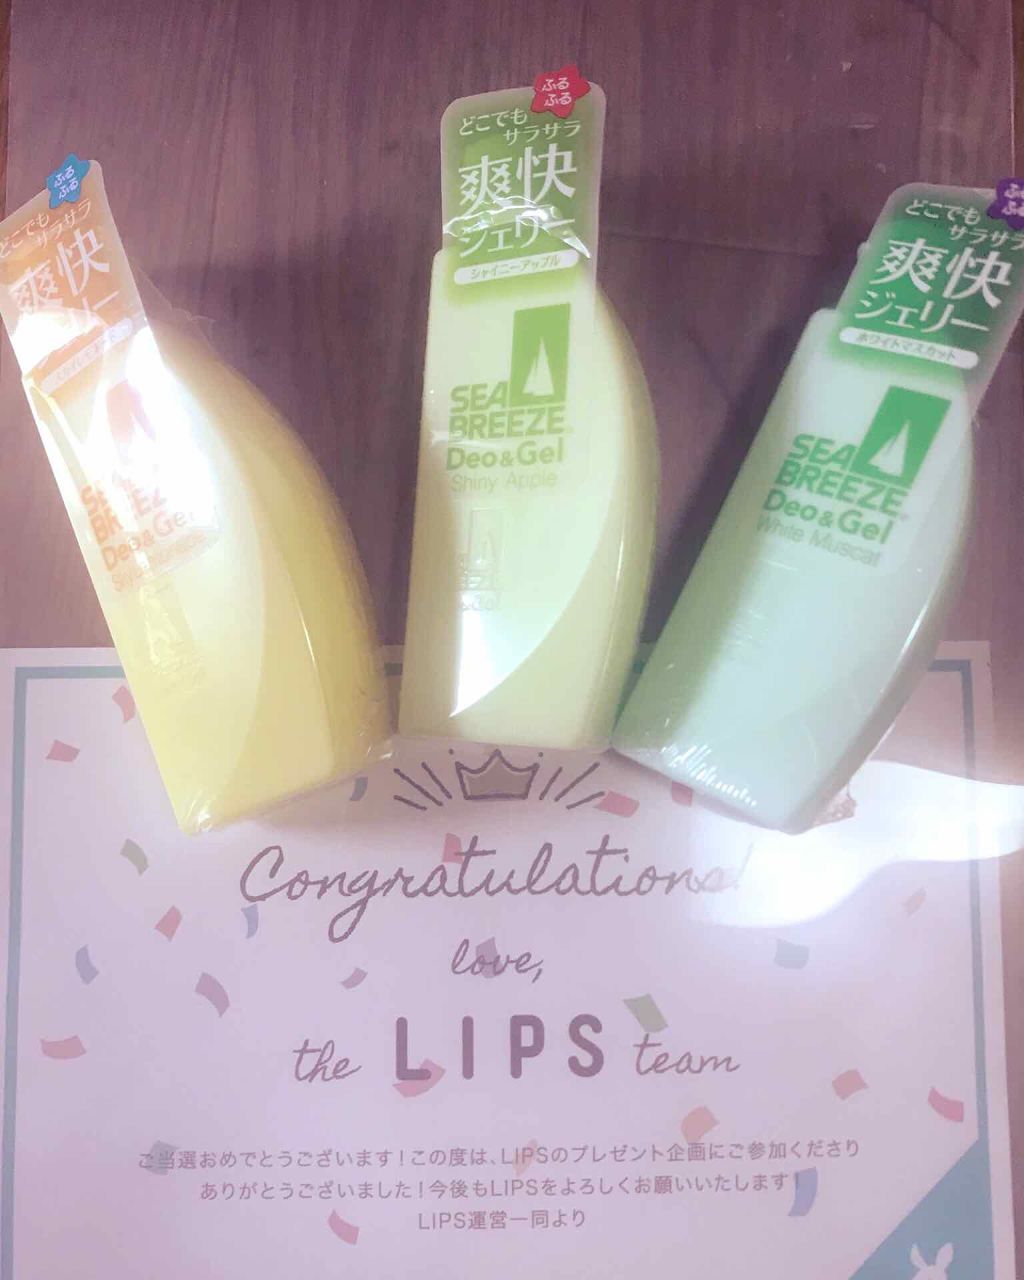 ふる
ふる
どこでも
サラサラ
爽快
ジェリー
SEA
BREEZE
Deo&Gel
ふる
ふる
どこでも
サラサラ
爽快
ジェリー
シャイニーアップル
SEA
BREEZE
Deo&Gel
Shiny Apple
どこでも
サラサラ
爽快
ジェリー
ホワイトマスカット
SEA
BREEZE
Deo&Gel
White Muscat
Congratulations!
love,
the LIPS team
ご当選おめでとうございます！この度は、LIPSのプレゼント企画にご参加くださり
ありがとうございました！今後もLIPSをよろしくお願いいたします！
LIPS運営一同より